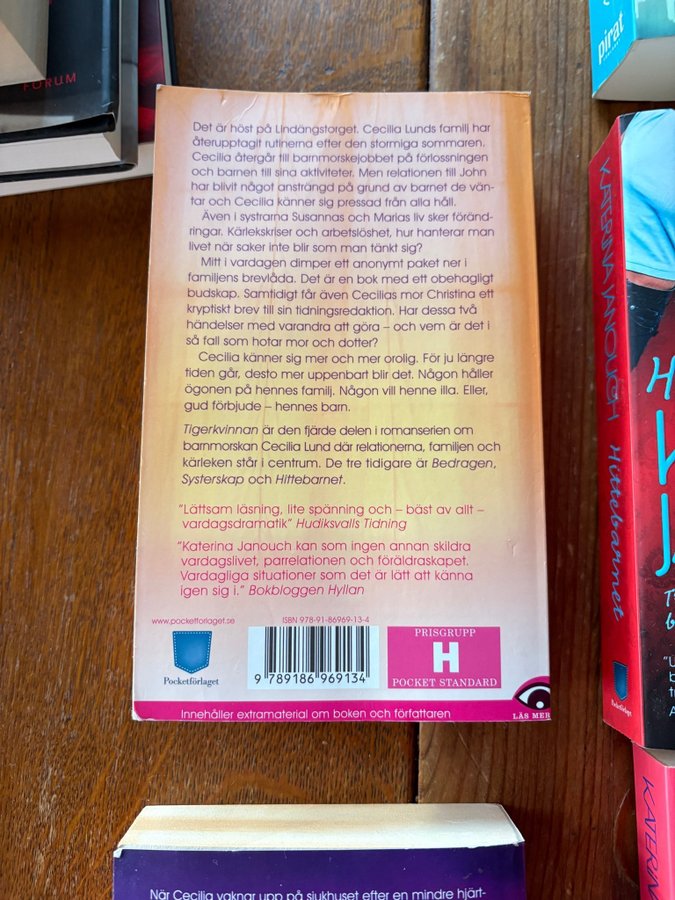 FORUM
pirat
Det är höst på Lindängstorget. Cecilia Lunds familj har
återupptagit rutinerna efter den stormiga sommaren.
Cecilia återgår till barnmorskejobbet på förlossningen
och barnen till sina aktiviteter. Men relationen till John
har blivit något ansträngd på grund av barnet de vän-
tar och Cecilia känner sig pressad från alla håll.
Även i systrarna Susannas och Marias liv sker föränd-
ringar. Kärlekskriser och arbetslöshet, hur hanterar man
livet när saker inte blir som man tänkt sig?
Mitt i vardagen dimper ett anonymt paket ner i
familjens brevlåda. Det är en bok med ett obehagligt
budskap. Samtidigt får även Cecilias mor Christina ett
kryptiskt brev till sin tidningsredaktion. Har dessa två
händelser med varandra att göra – och vem är det i
så fall som hotar mor och dotter?
Cecilia känner sig mer och mer orolig. För ju längre
tiden går, desto mer uppenbart blir det. Någon håller
ögonen på hennes familj. Någon vill henne illa. Eller,
gud förbjude – hennes barn.
Tigerkvinnan är den fjärde delen i romanserien om
barnmorskan Cecilia Lund där relationerna, familjen och
kärleken står i centrum. De tre tidigare är Bedragen,
Systerskap och Hittebarnet.
"Lättsam läsning, lite spänning och – bäst av allt –
vardagsdramatik" Hudiksvalls Tidning
"Katerina Janouch kan som ingen annan skildra
vardagslivet, parrelationen och föräldraskapet.
Vardagliga situationer som det är lätt att känna
igen sig i." Bokbloggen Hyllan
www.pocketforlaget.se
ISBN 978-91-86969-13-4
Pocketförlaget
9 789186 969134
PRISGRUPP
H
POCKET STANDARD
Innehåller extramaterial om boken och författaren
LÄS MER
KATERINA JANOUCH Hittebarnet
Pocketförlaget
KATERIN
När Cecilia vaknar upp på sjukhuset efter en mindre hjärt-